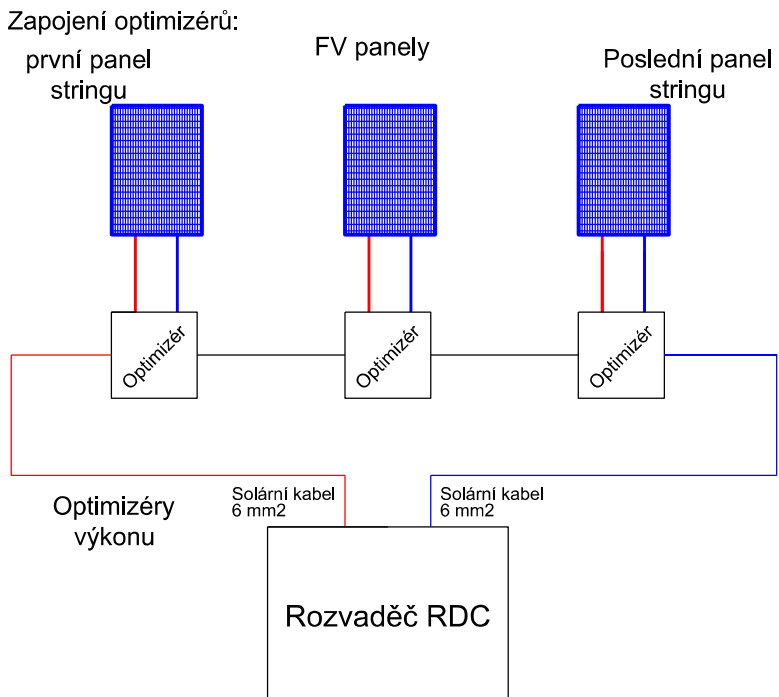 Zapojení optimizérů:
první panel
stringu
FV panely
Poslední panel
stringu
Optimizér
Optimizér
Optimizér
Optimizéry
výkonu
Solární kabel
6 mm2
Solární kabel
6 mm2
Rozvaděč RDC